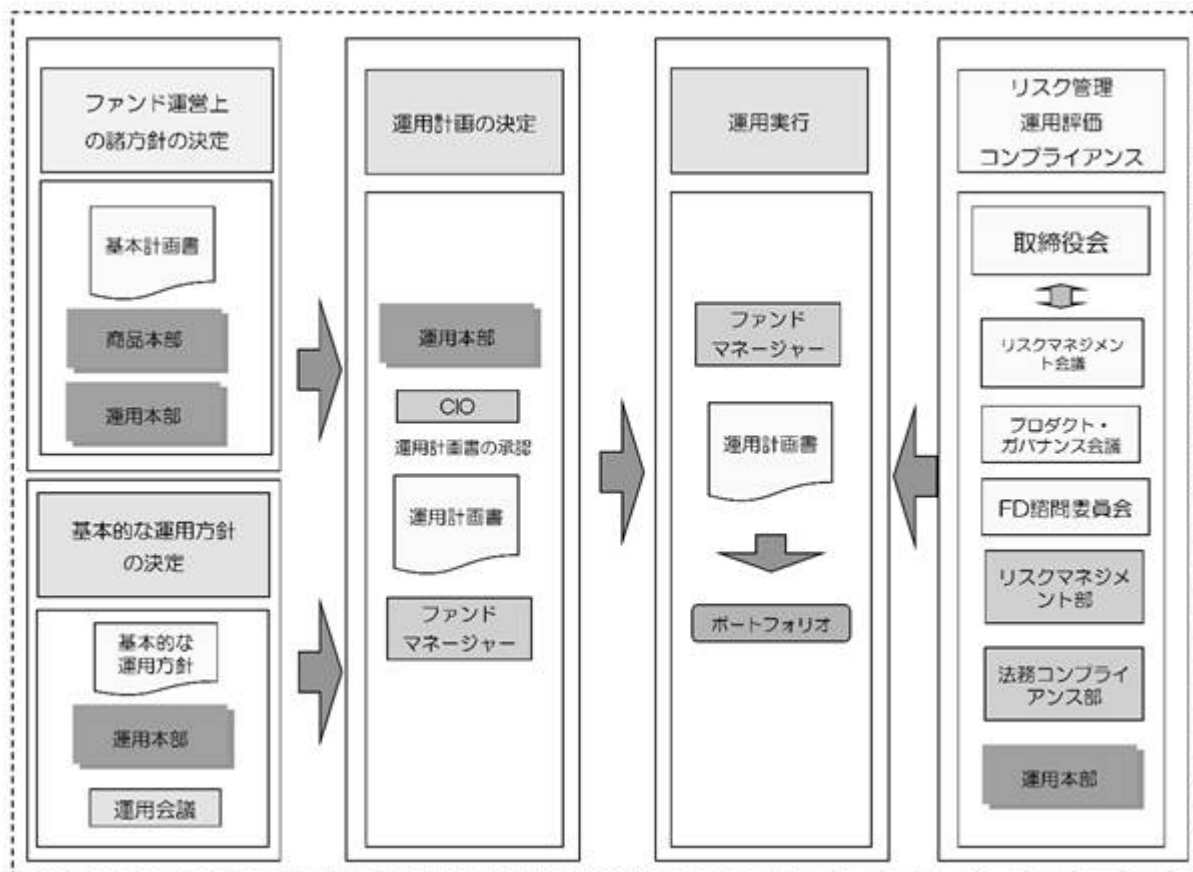 ファンド運営上
の諸方針の決定
基本計画書
商品本部
運用本部
基本的な運用方針
の決定
基本的な
運用方針
運用本部
運用会議
運用計画の決定
運用本部
CIO
運用計画書の承認
運用計画書
ファンド
マネージャー
運用実行
ファンド
マネージャー
運用計画書
ポートフォリオ
リスク管理
運用評価
コンプライアンス
取締役会
リスクマネジメン
ト会議
プロダクト・
ガバナンス会議
FD諮問委員会
リスクマネジメ
ント部
法務コンプライ
アンス部
運用本部